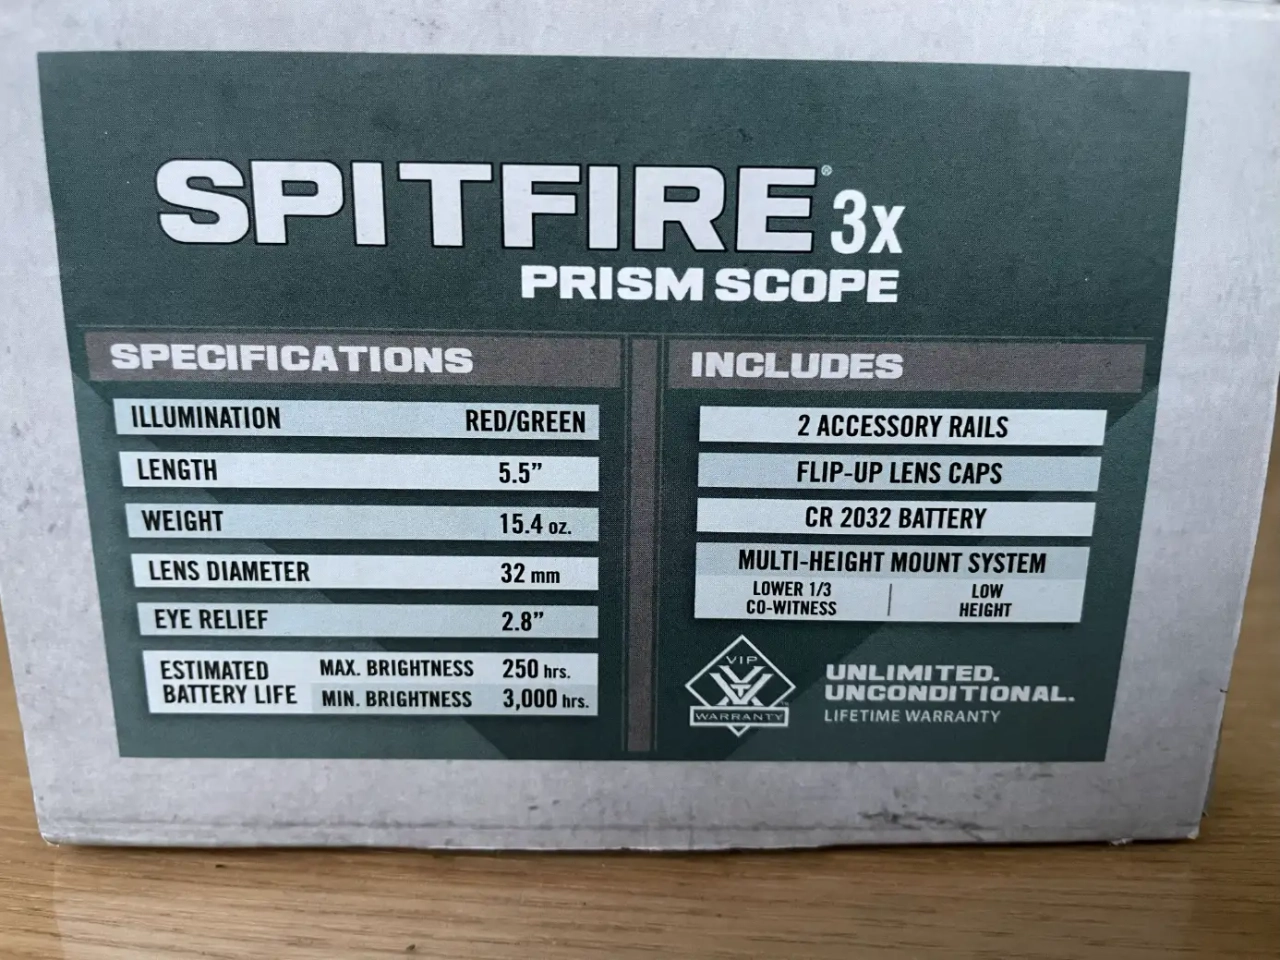 SPITFIRE® 3x
PRISM SCOPE
SPECIFICATIONS
ILLUMINATION RED/GREEN
LENGTH 5.5”
WEIGHT 15.4 oz.
LENS DIAMETER 32 mm
EYE RELIEF 2.8”
ESTIMATED BATTERY LIFE
MAX. BRIGHTNESS 250 hrs.
MIN. BRIGHTNESS 3,000 hrs.
INCLUDES
2 ACCESSORY RAILS
FLIP-UP LENS CAPS
CR 2032 BATTERY
MULTI-HEIGHT MOUNT SYSTEM
LOWER 1/3
CO-WITNESS
LOW
HEIGHT
VIP
WARRANTY
UNLIMITED.
UNCONDITIONAL.
LIFETIME WARRANTY